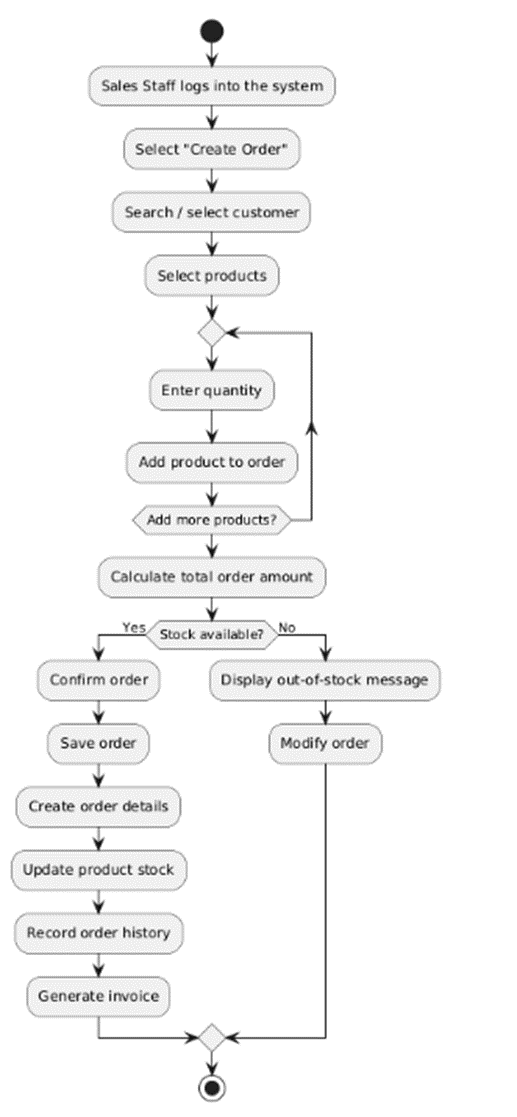 Sales Staff logs into the system
Select "Create Order"
Search / select customer
Select products
Enter quantity
Add product to order
Add more products?
Calculate total order amount
Stock available?
Yes
No
Confirm order
Display out-of-stock message
Save order
Modify order
Create order details
Update product stock
Record order history
Generate invoice